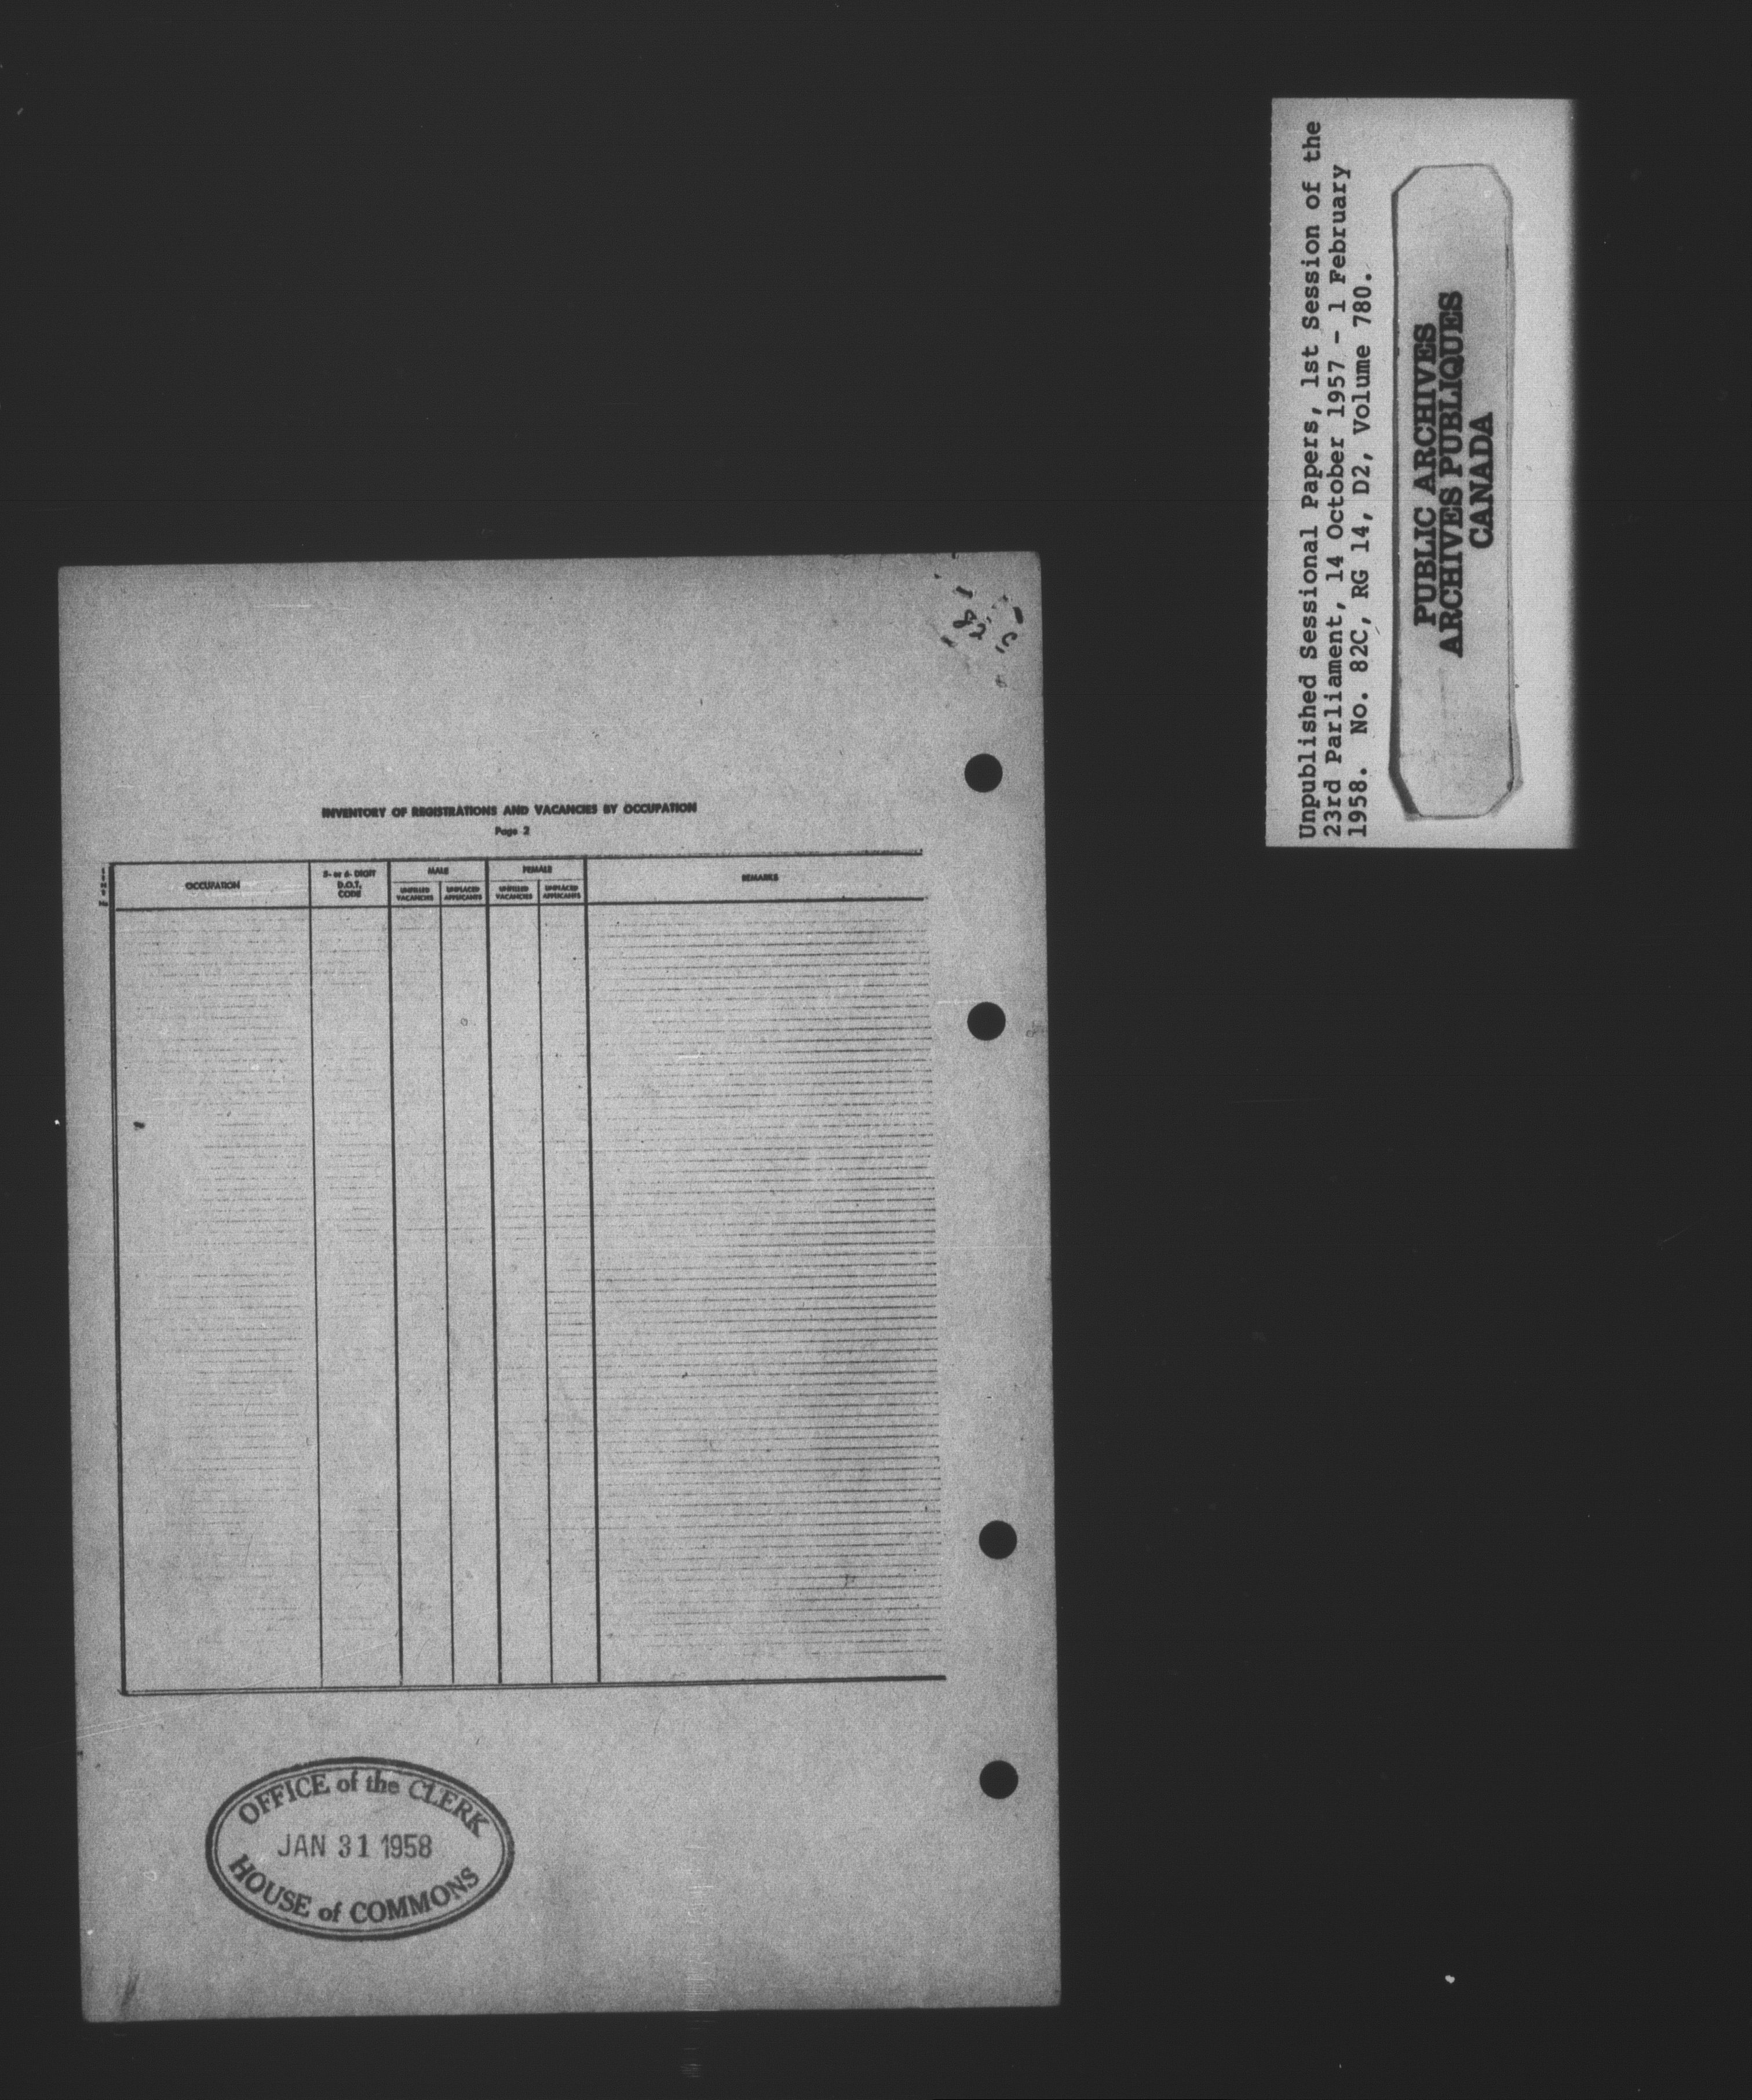 INVENTORY OF REGISTRATIONS AND VACANCIES BY OCCUPATION
Page 2
OCCUPATION
5- or 6- DIGIT
D.O.T.
CODE
MALE
UNFILLED
VACANCIES
UNPLACED
APPLICANTS
FEMALE
UNFILLED
VACANCIES
UNPLACED
APPLICANTS
REMARKS
OFFICE of the CLERK
JAN 31 1958
HOUSE of COMMONS
Unpublished Sessional Papers, 1st Session of the
23rd Parliament, 14 October 1957 - 1 February
1958. No. 82C, RG 14, D2, Volume 780.
PUBLIC ARCHIVES
ARCHIVES PUBLIQUES
CANADA